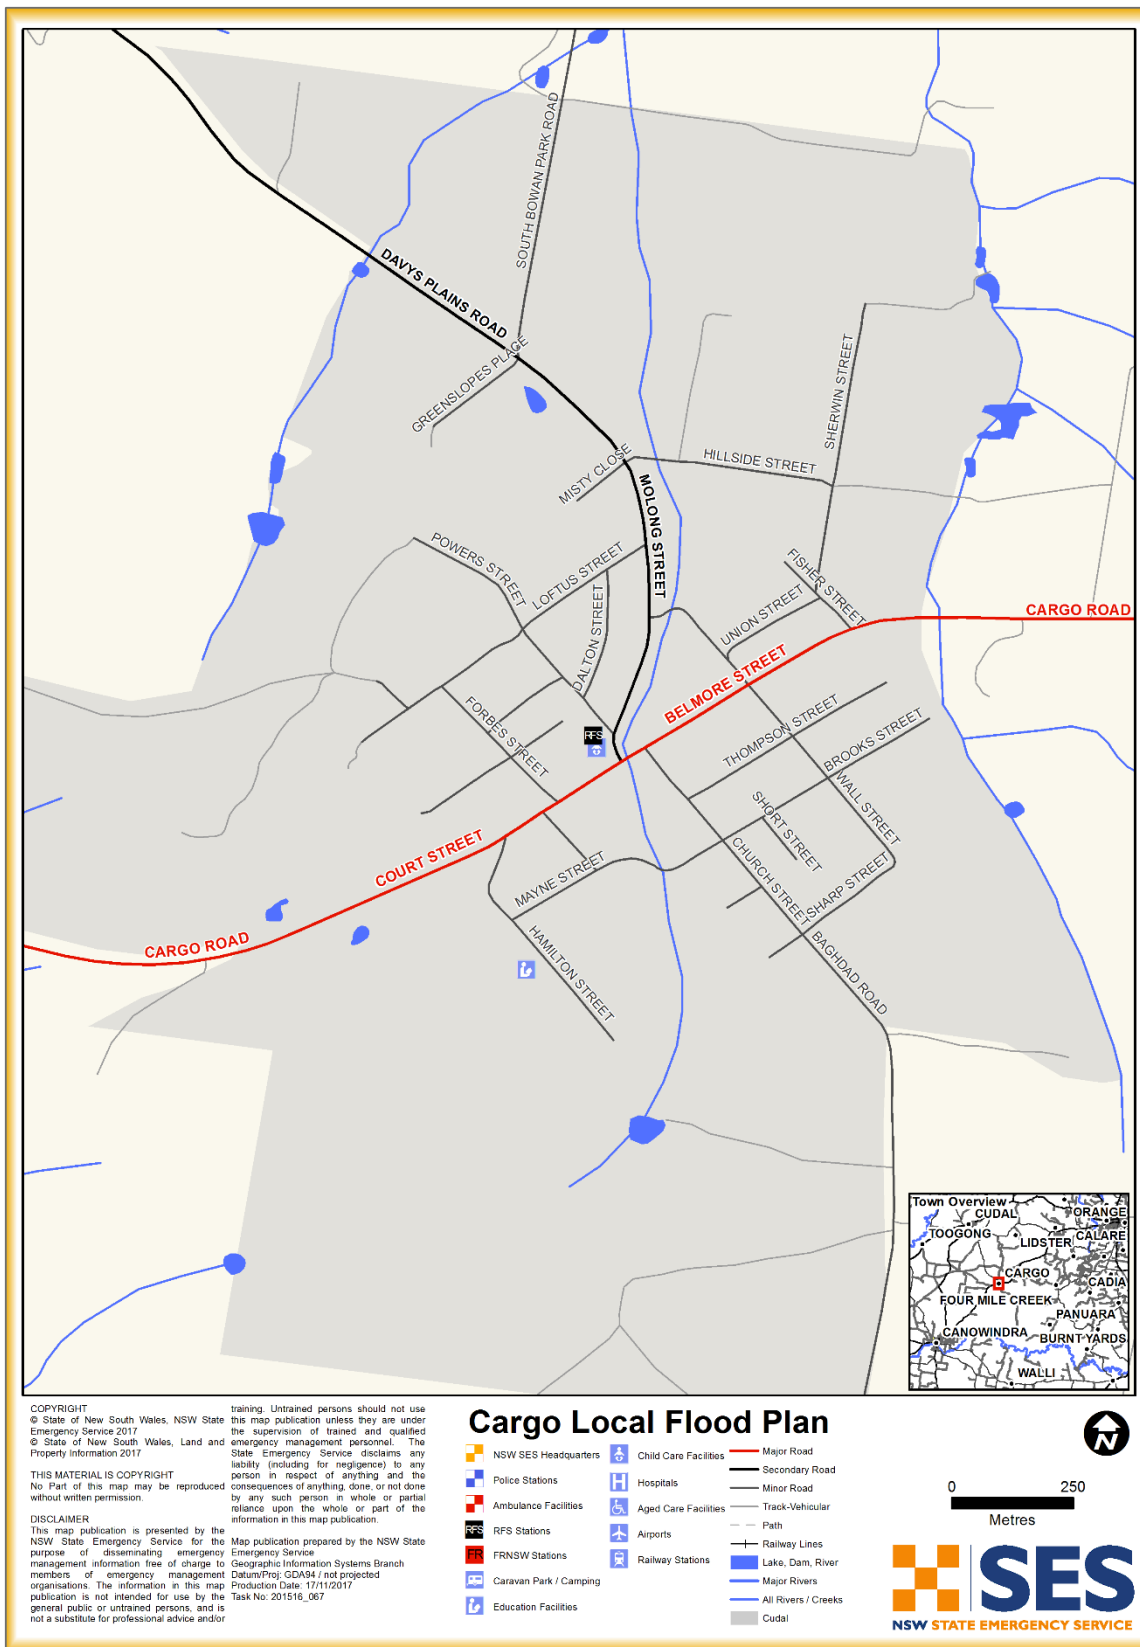 SOUTH BOWAN PARK ROAD
DAVYS PLAINS ROAD
GREENSLOPES PLACE
SHERWIN STREET
MISTY CLOSE
HILLSIDE STREET
MOLONG STREET
POWERS STREET
LOFTUS STREET
FISHER STREET
UNION STREET
CARGO ROAD
DALTON STREET
BELMORE STREET
FORBES STREET
THOMPSON STREET
BROOKS STREET
RFS
WALL STREET
SHORT STREET
COURT STREET
MAYNE STREET
CHURCH STREET
SHARP STREET
CARGO ROAD
HAMILTON STREET
BAGHDAD ROAD
Town Overview
CUDAL
ORANGE
TOOGONG
LIDSTER
CALARE
CARGO
CADIA
FOUR MILE CREEK
PANUARA
CANOWINDRA
BURNT YARDS
WALLI
COPYRIGHT
© State of New South Wales, NSW State
Emergency Service 2017
© State of New South Wales, Land and
Property Information 2017
THIS MATERIAL IS COPYRIGHT
No Part of this map may be reproduced
without written permission.
DISCLAIMER
This map publication is presented by the
NSW State Emergency Service for the
purpose of disseminating emergency
management information free of charge to
members of emergency management
organisations. The information in this map
publication is not intended for use by the
general public or untrained persons, and is
not a substitute for professional advice and/or
training. Untrained persons should not use
this map publication unless they are under
the supervision of trained and qualified
emergency management personnel. The
State Emergency Service disclaims any
liability (including for negligence) to any
person in respect of anything and the
consequences of anything, done, or not done
by any such person in whole or partial
reliance upon the whole or part of the
information in this map publication.
Map publication prepared by the NSW State
Emergency Service
Geographic Information Systems Branch
Datum/Proj: GDA94 / not projected
Production Date: 17/11/2017
Task No: 201516_067
Cargo Local Flood Plan
NSW SES Headquarters
Police Stations
Ambulance Facilities
RFS RFS Stations
FR FRNSW Stations
Caravan Park / Camping
Education Facilities
Child Care Facilities
H Hospitals
Aged Care Facilities
Airports
Railway Stations
Major Road
Secondary Road
Minor Road
Track-Vehicular
Path
Railway Lines
Lake, Dam, River
Major Rivers
All Rivers / Creeks
Cudal
N
0 250
Metres
SES
NSW STATE EMERGENCY SERVICE